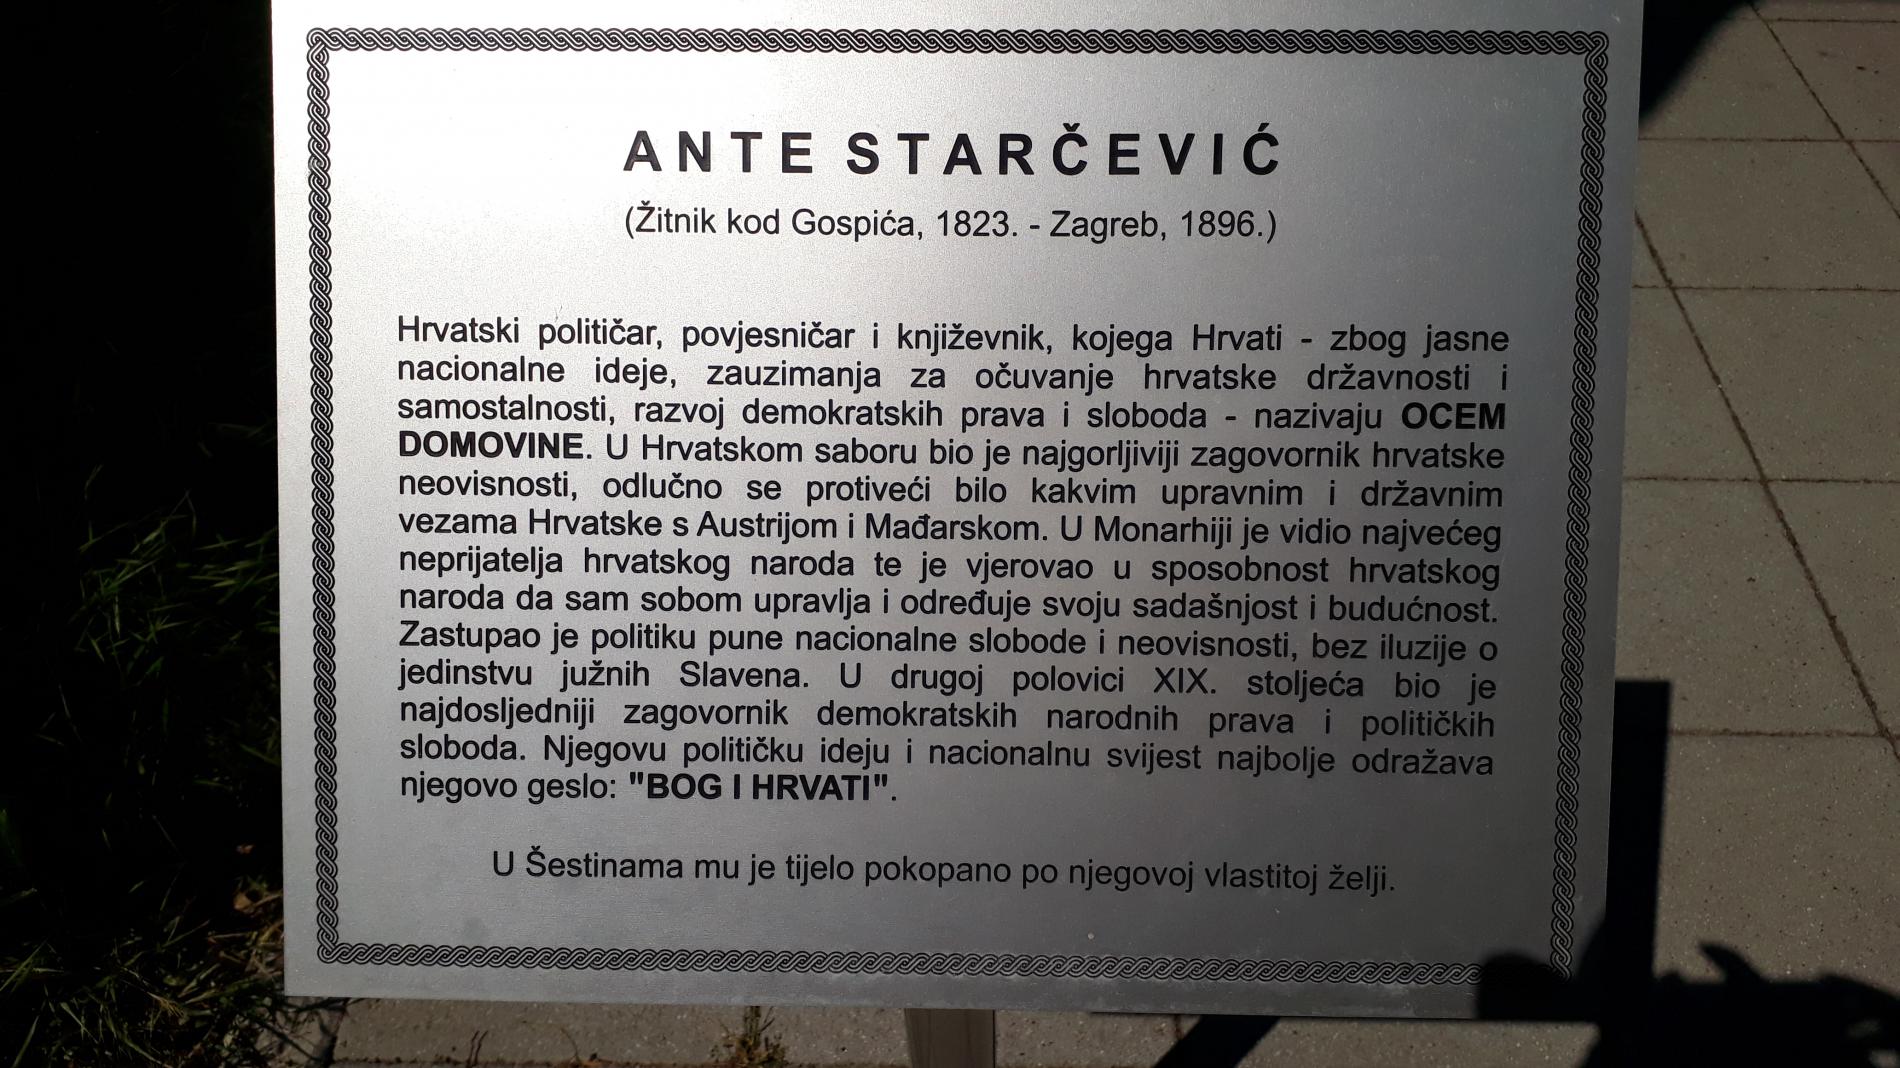 ANTE STARČEVIĆ
(Žitnik kod Gospića, 1823. - Zagreb, 1896.)
Hrvatski političar, povjesničar i književnik, kojega Hrvati - zbog jasne
nacionalne ideje, zauzimanja za očuvanje hrvatske državnosti i
samostalnosti, razvoj demokratskih prava i sloboda - nazivaju OCEM
DOMOVINE. U Hrvatskom saboru bio je najgorljiviji zagovornik hrvatske
neovisnosti, odlučno se protiveći bilo kakvim upravnim i državnim
vezama Hrvatske s Austrijom i Mađarskom. U Monarhiji je vidio najvećeg
neprijatelja hrvatskog naroda te je vjerovao u sposobnost hrvatskog
naroda da sam sobom upravlja i određuje svoju sadašnjost i budućnost.
Zastupao je politiku pune nacionalne slobode i neovisnosti, bez iluzije o
jedinstvu južnih Slavena. U drugoj polovici XIX. stoljeća bio je
najdosljedniji zagovornik demokratskih narodnih prava i političkih
sloboda. Njegovu političku ideju i nacionalnu svijest najbolje odražava
njegovo geslo: "BOG I HRVATI".
U Šestinama mu je tijelo pokopano po njegovoj vlastitoj želji.